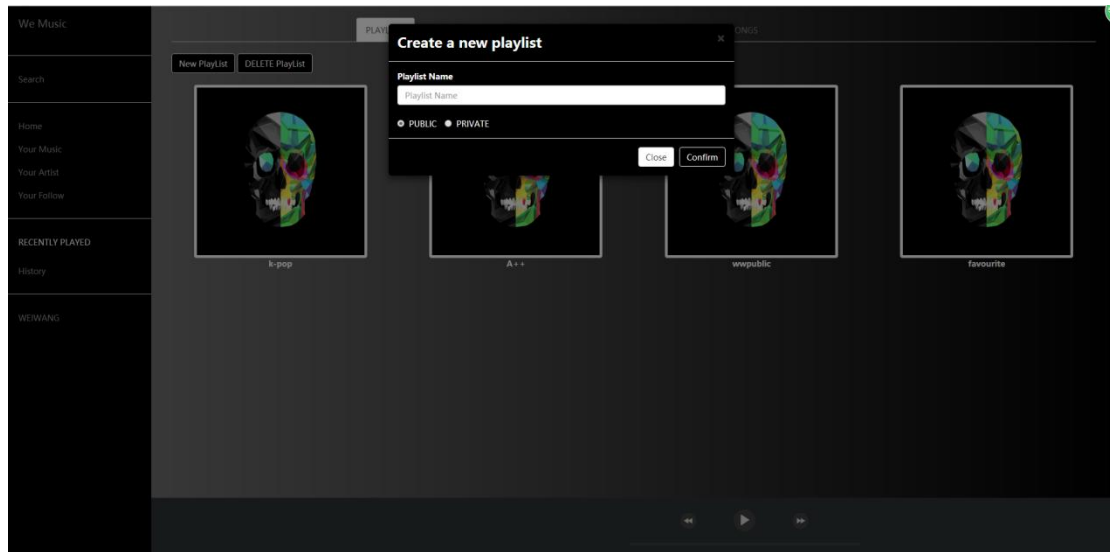 We Music
Search
Home
Your Music
Your Artist
Your Follow
RECENTLY PLAYED
History
WEIWANG
New PlayList DELETE PlayList
Create a new playlist
Playlist Name
Playlist Name
PUBLIC PRIVATE
Close Confirm
k-pop
A++
wwpublic
favourite